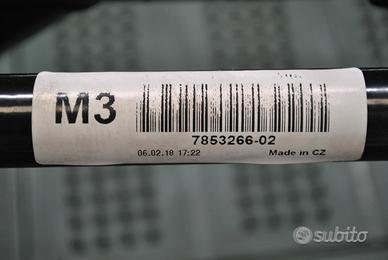 M3
7853266-02
06.02.18 17:22 Made in CZ
subito